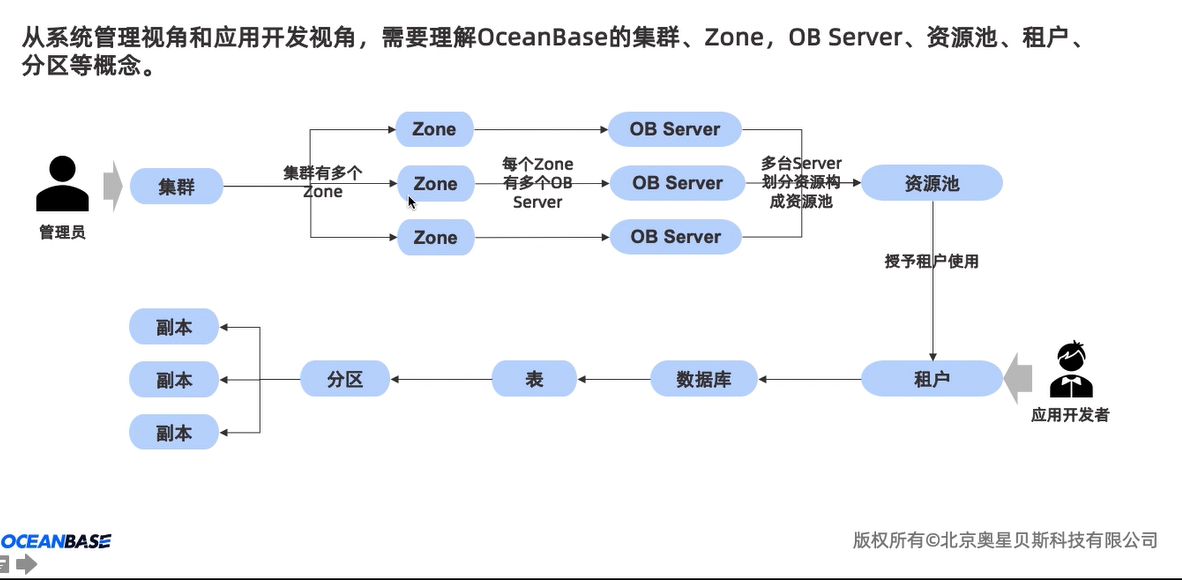 从系统管理视角和应用开发视角，需要理解OceanBase的集群、Zone，OB Server、资源池、租户、
分区等概念。
管理员
集群
集群有多个
Zone
Zone
Zone
Zone
每个Zone
有多个OB
Server
OB Server
OB Server
OB Server
多台Server
划分资源构
成资源池
资源池
授予租户使用
租户
应用开发者
数据库
表
分区
副本
副本
副本
OCEANBASE
版权所有©北京奥星贝斯科技有限公司